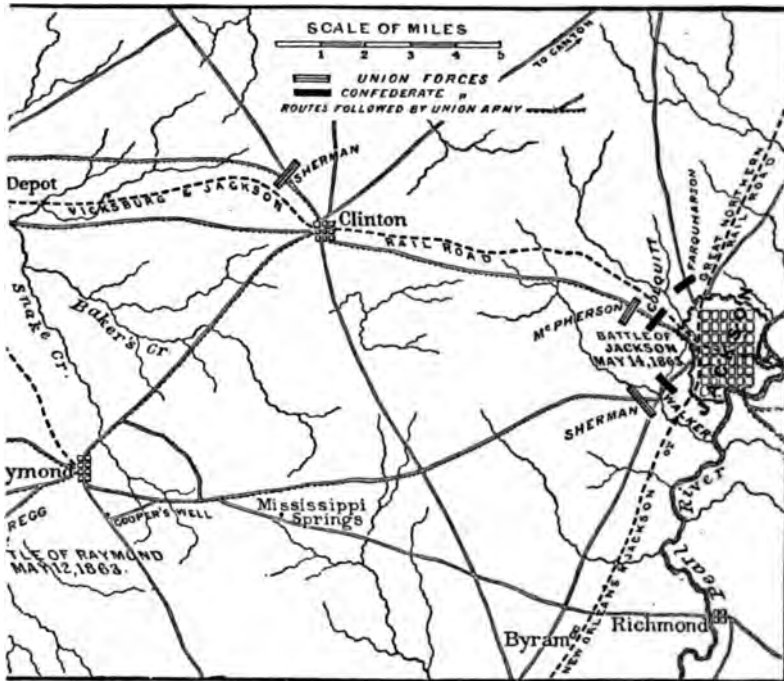 SCALE OF MILES
1 2 3 4 5
UNION FORCES
CONFEDERATE "
ROUTES FOLLOWED BY UNION ARMY
TO CANTON
SHERMAN
Depot
VICKSBURG & JACKSON
RAIL ROAD
Clinton
FARQUHARION
GREAT NORTHERN
RAIL ROAD
COLQUITT
McPHERSON
BATTLE OF
JACKSON
MAY 14, 1863
JACKSON
WALKER
SHERMAN
Snake Cr.
Baker's Cr
ymond
REGG
COOPER'S WELL
Mississippi
Springs
TTLE OF RAYMOND
MAY 12, 1863.
NEW ORLEANS & JACKSON
Pearl River
Byram
Richmond